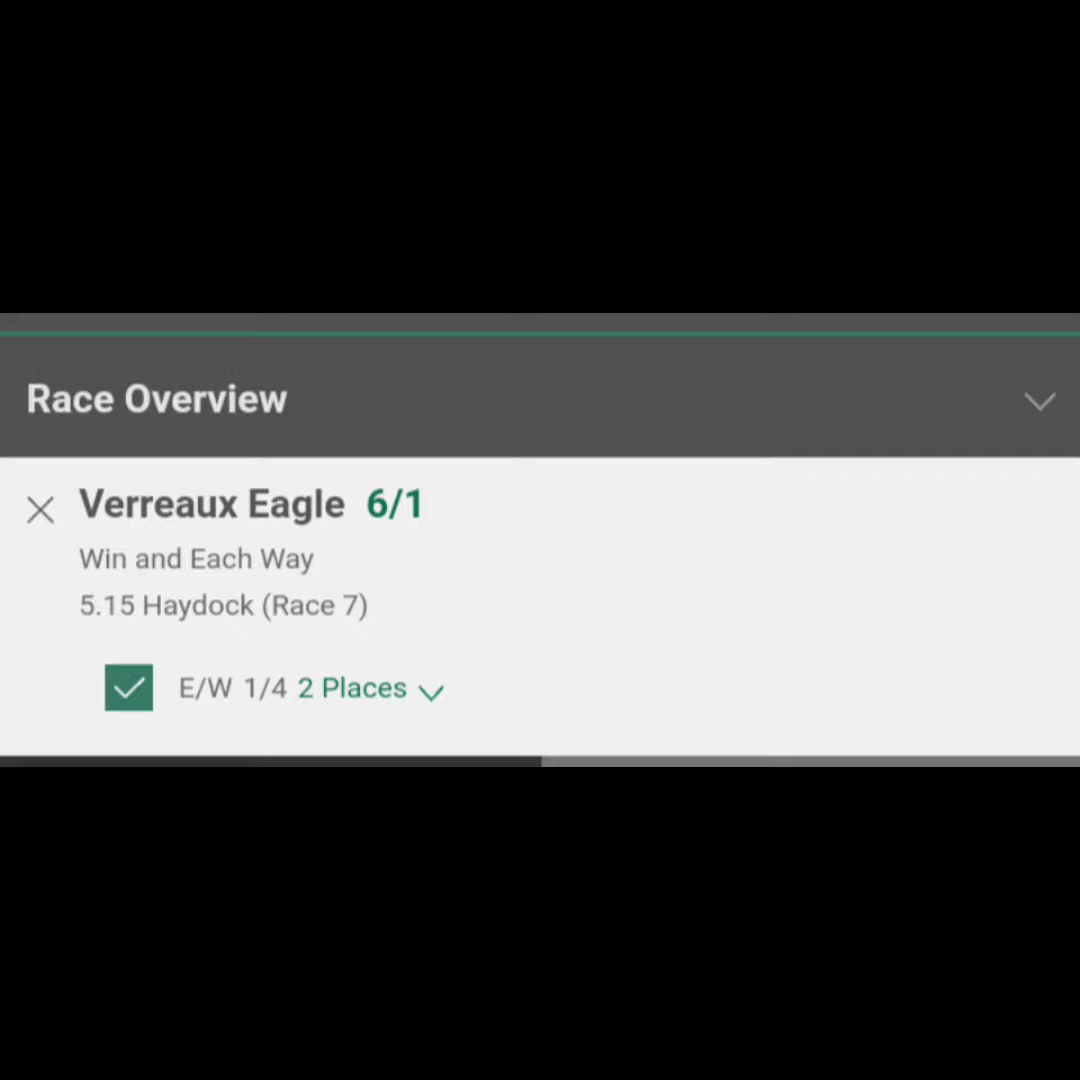 Race Overview
Verreaux Eagle 6/1
Win and Each Way
5.15 Haydock (Race 7)
E/W 1/4 2 Places